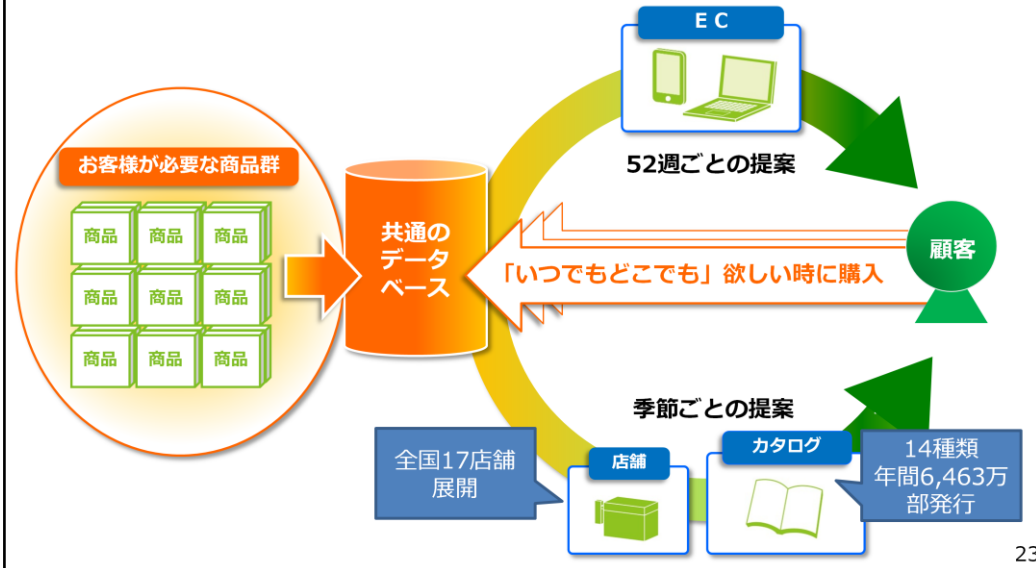 EC
52週ごとの提案
お客様が必要な商品群
商品 商品 商品
商品 商品 商品
商品 商品 商品
共通の
データ
ベース
「いつでもどこでも」欲しい時に購入
顧客
季節ごとの提案
全国17店舗
展開
店舗
カタログ
14種類
年間6,463万
部発行
23